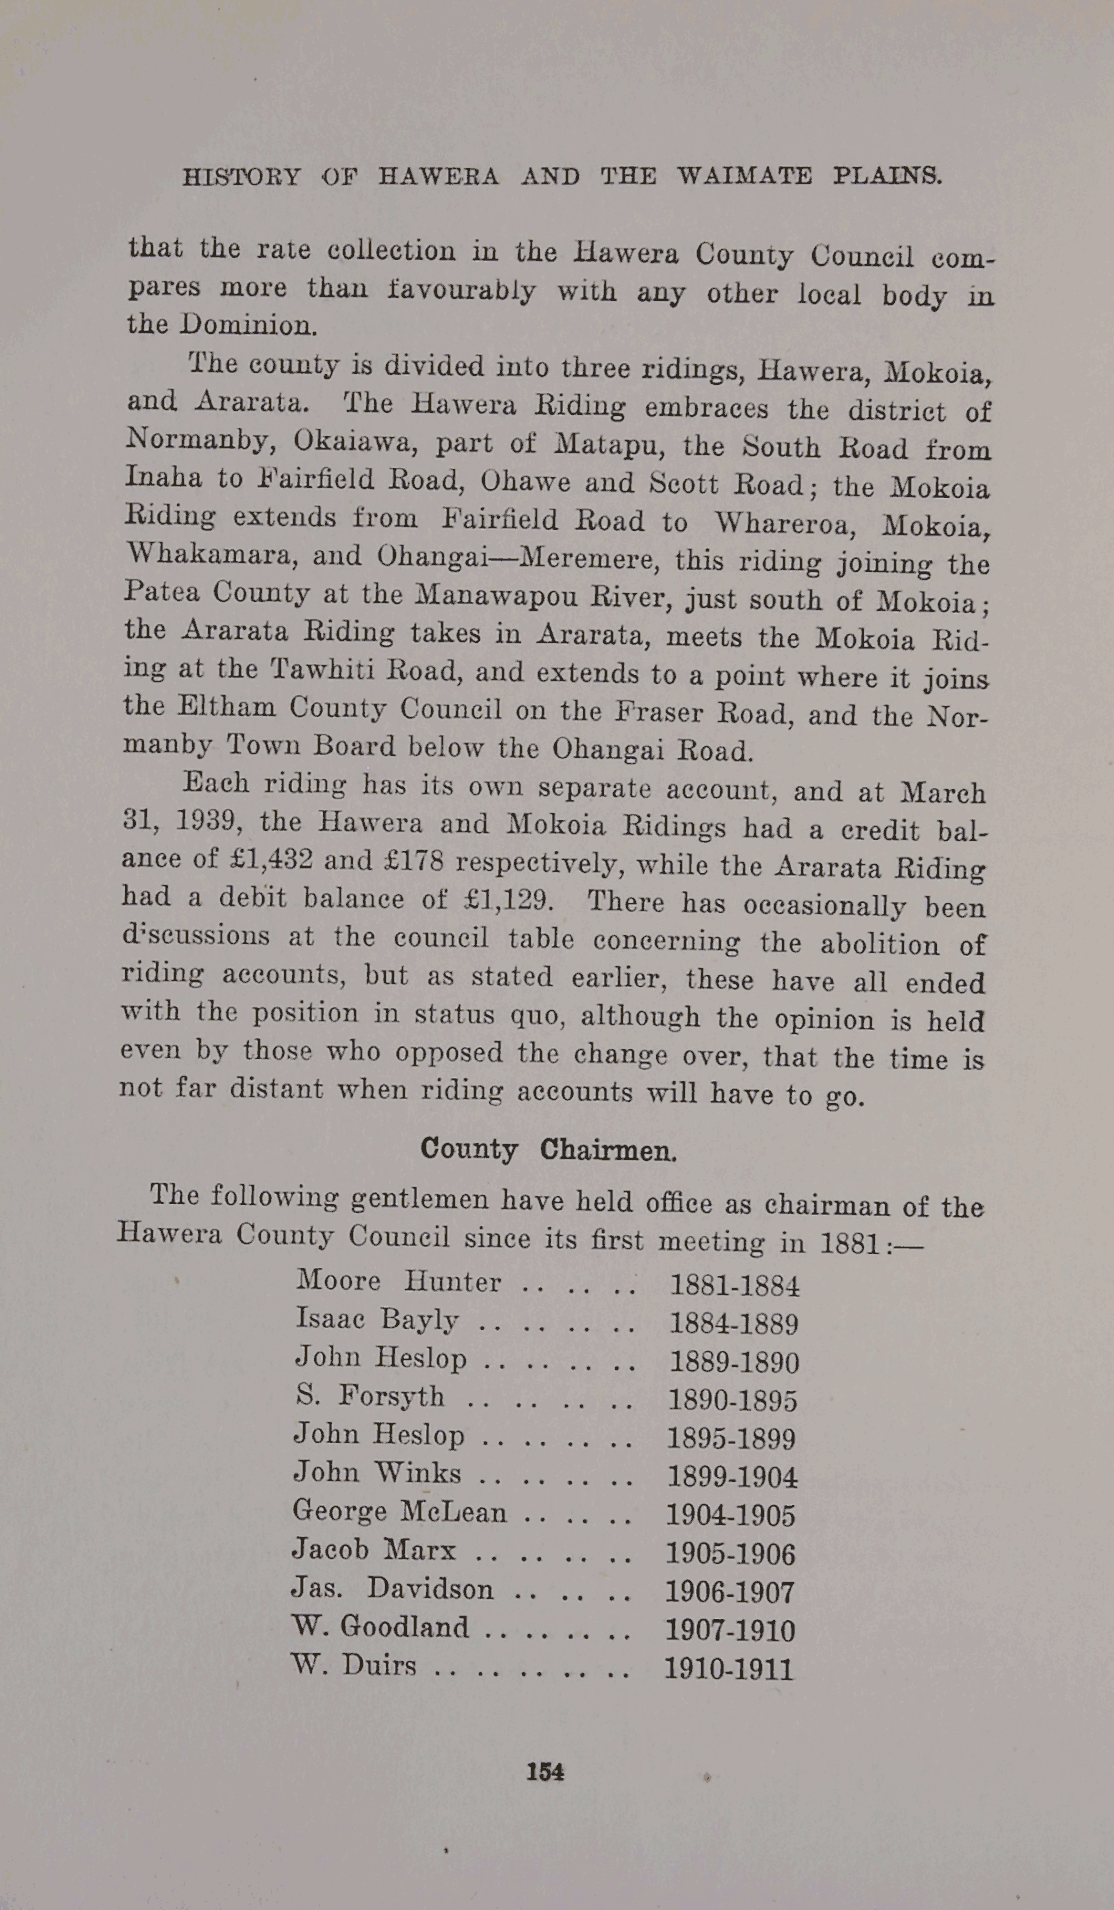 HISTORY OF HAWERA AND THE WAIMATE PLAINS.
that the rate collection in the Hawera County Council com-
pares more than favourably with any other local body in
the Dominion.
The county is divided into three ridings, Hawera, Mokoia,
and Ararata. The Hawera Riding embraces the district of
Normanby, Okaiawa, part of Matapu, the South Road from
Inaha to Fairfield Road, Ohawe and Scott Road; the Mokoia
Riding extends from Fairfield Road to Whareroa, Mokoia,
Whakamara, and Ohangai—Meremere, this riding joining the
Patea County at the Manawapou River, just south of Mokoia;
the Ararata Riding takes in Ararata, meets the Mokoia Rid-
ing at the Tawhiti Road, and extends to a point where it joins
the Eltham County Council on the Fraser Road, and the Nor-
manby Town Board below the Ohangai Road.
Each riding has its own separate account, and at March
31, 1939, the Hawera and Mokoia Ridings had a credit bal-
ance of £1,432 and £178 respectively, while the Ararata Riding
had a debit balance of £1,129. There has occasionally been
discussions at the council table concerning the abolition of
riding accounts, but as stated earlier, these have all ended
with the position in status quo, although the opinion is held
even by those who opposed the change over, that the time is
not far distant when riding accounts will have to go.
County Chairmen.
The following gentlemen have held office as chairman of the
Hawera County Council since its first meeting in 1881:—
Moore Hunter .. .. .. 1881-1884
Isaac Bayly .. .. .. .. 1884-1889
John Heslop .. .. .. .. 1889-1890
S. Forsyth .. .. .. .. 1890-1895
John Heslop .. .. .. .. 1895-1899
John Winks .. .. .. .. 1899-1904
George McLean .. .. .. 1904-1905
Jacob Marx .. .. .. .. 1905-1906
Jas. Davidson .. .. .. 1906-1907
W. Goodland .. .. .. .. 1907-1910
W. Duirs .. .. .. .. .. 1910-1911
154